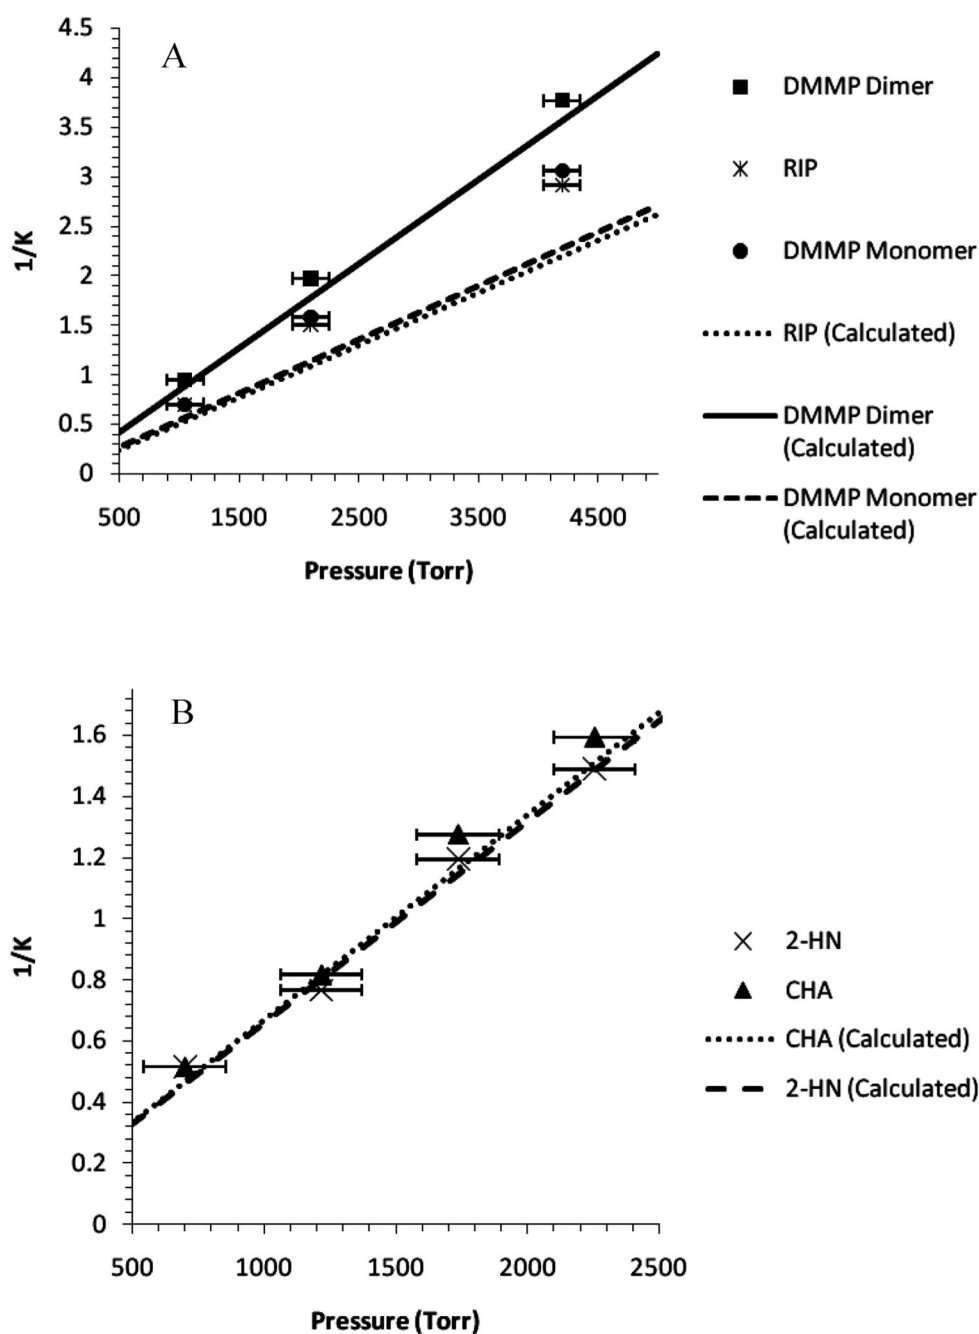 A
4.5
4
3.5
3
2.5
2
1.5
1
0.5
0
1/K
500 1500 2500 3500 4500
Pressure (Torr)
DMMP Dimer
RIP
DMMP Monomer
RIP (Calculated)
DMMP Dimer
(Calculated)
DMMP Monomer
(Calculated)
B
1.6
1.4
1.2
1
0.8
0.6
0.4
0.2
0
1/K
500 1000 1500 2000 2500
Pressure (Torr)
2-HN
CHA
CHA (Calculated)
2-HN (Calculated)